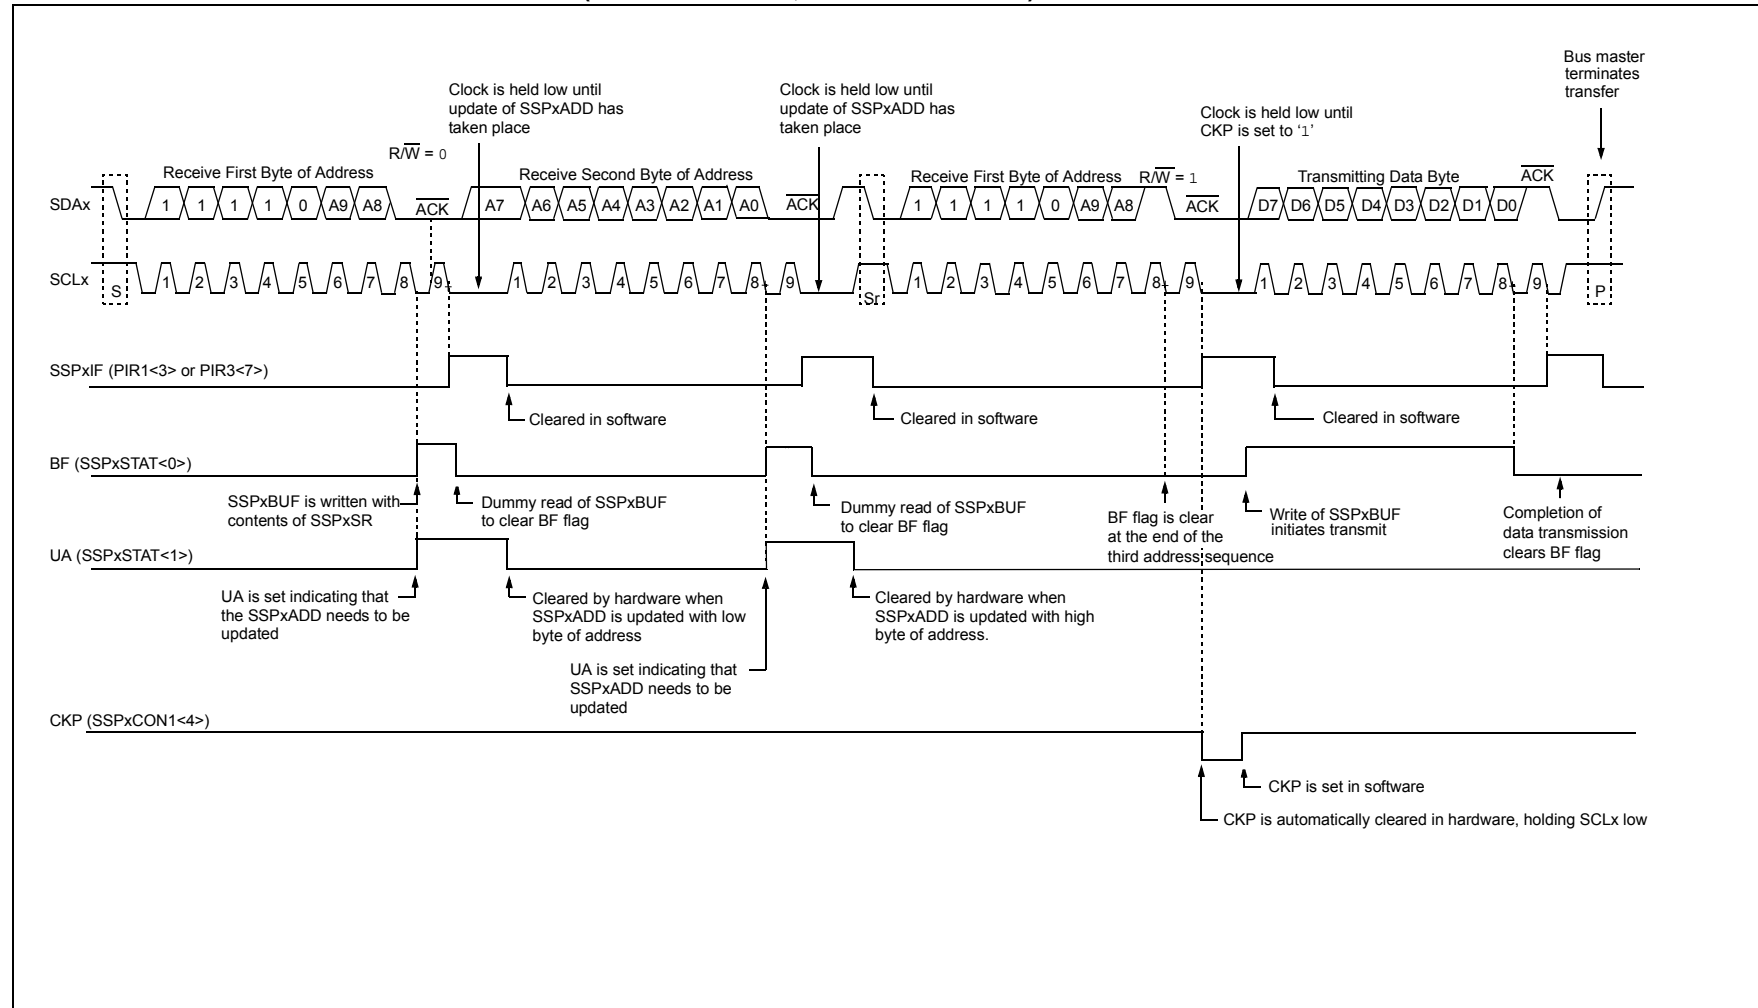 Bus master
terminates
transfer
Clock is held low until
update of SSPxADD has
taken place
Clock is held low until
update of SSPxADD has
taken place
Clock is held low until
CKP is set to ‘1’
R/W = 0
Receive First Byte of Address
Receive Second Byte of Address
Receive First Byte of Address
R/W = 1
Transmitting Data Byte
ACK
SDAx
1 1 1 1 0 A9 A8 ACK A7 A6 A5 A4 A3 A2 A1 A0 ACK 1 1 1 1 0 A9 A8 ACK D7 D6 D5 D4 D3 D2 D1 D0
SCLx
S 1 2 3 4 5 6 7 8 9 1 2 3 4 5 6 7 8 9 Sr 1 2 3 4 5 6 7 8 9 1 2 3 4 5 6 7 8 9 P
SSPxIF (PIR1<3> or PIR3<7>)
Cleared in software
Cleared in software
Cleared in software
BF (SSPxSTAT<0>)
SSPxBUF is written with
contents of SSPxSR
Dummy read of SSPxBUF
to clear BF flag
Dummy read of SSPxBUF
to clear BF flag
BF flag is clear
at the end of the
third address sequence
Write of SSPxBUF
initiates transmit
Completion of
data transmission
clears BF flag
UA (SSPxSTAT<1>)
UA is set indicating that
the SSPxADD needs to be
updated
Cleared by hardware when
SSPxADD is updated with low
byte of address
UA is set indicating that
SSPxADD needs to be
updated
Cleared by hardware when
SSPxADD is updated with high
byte of address.
CKP (SSPxCON1<4>)
CKP is set in software
CKP is automatically cleared in hardware, holding SCLx low